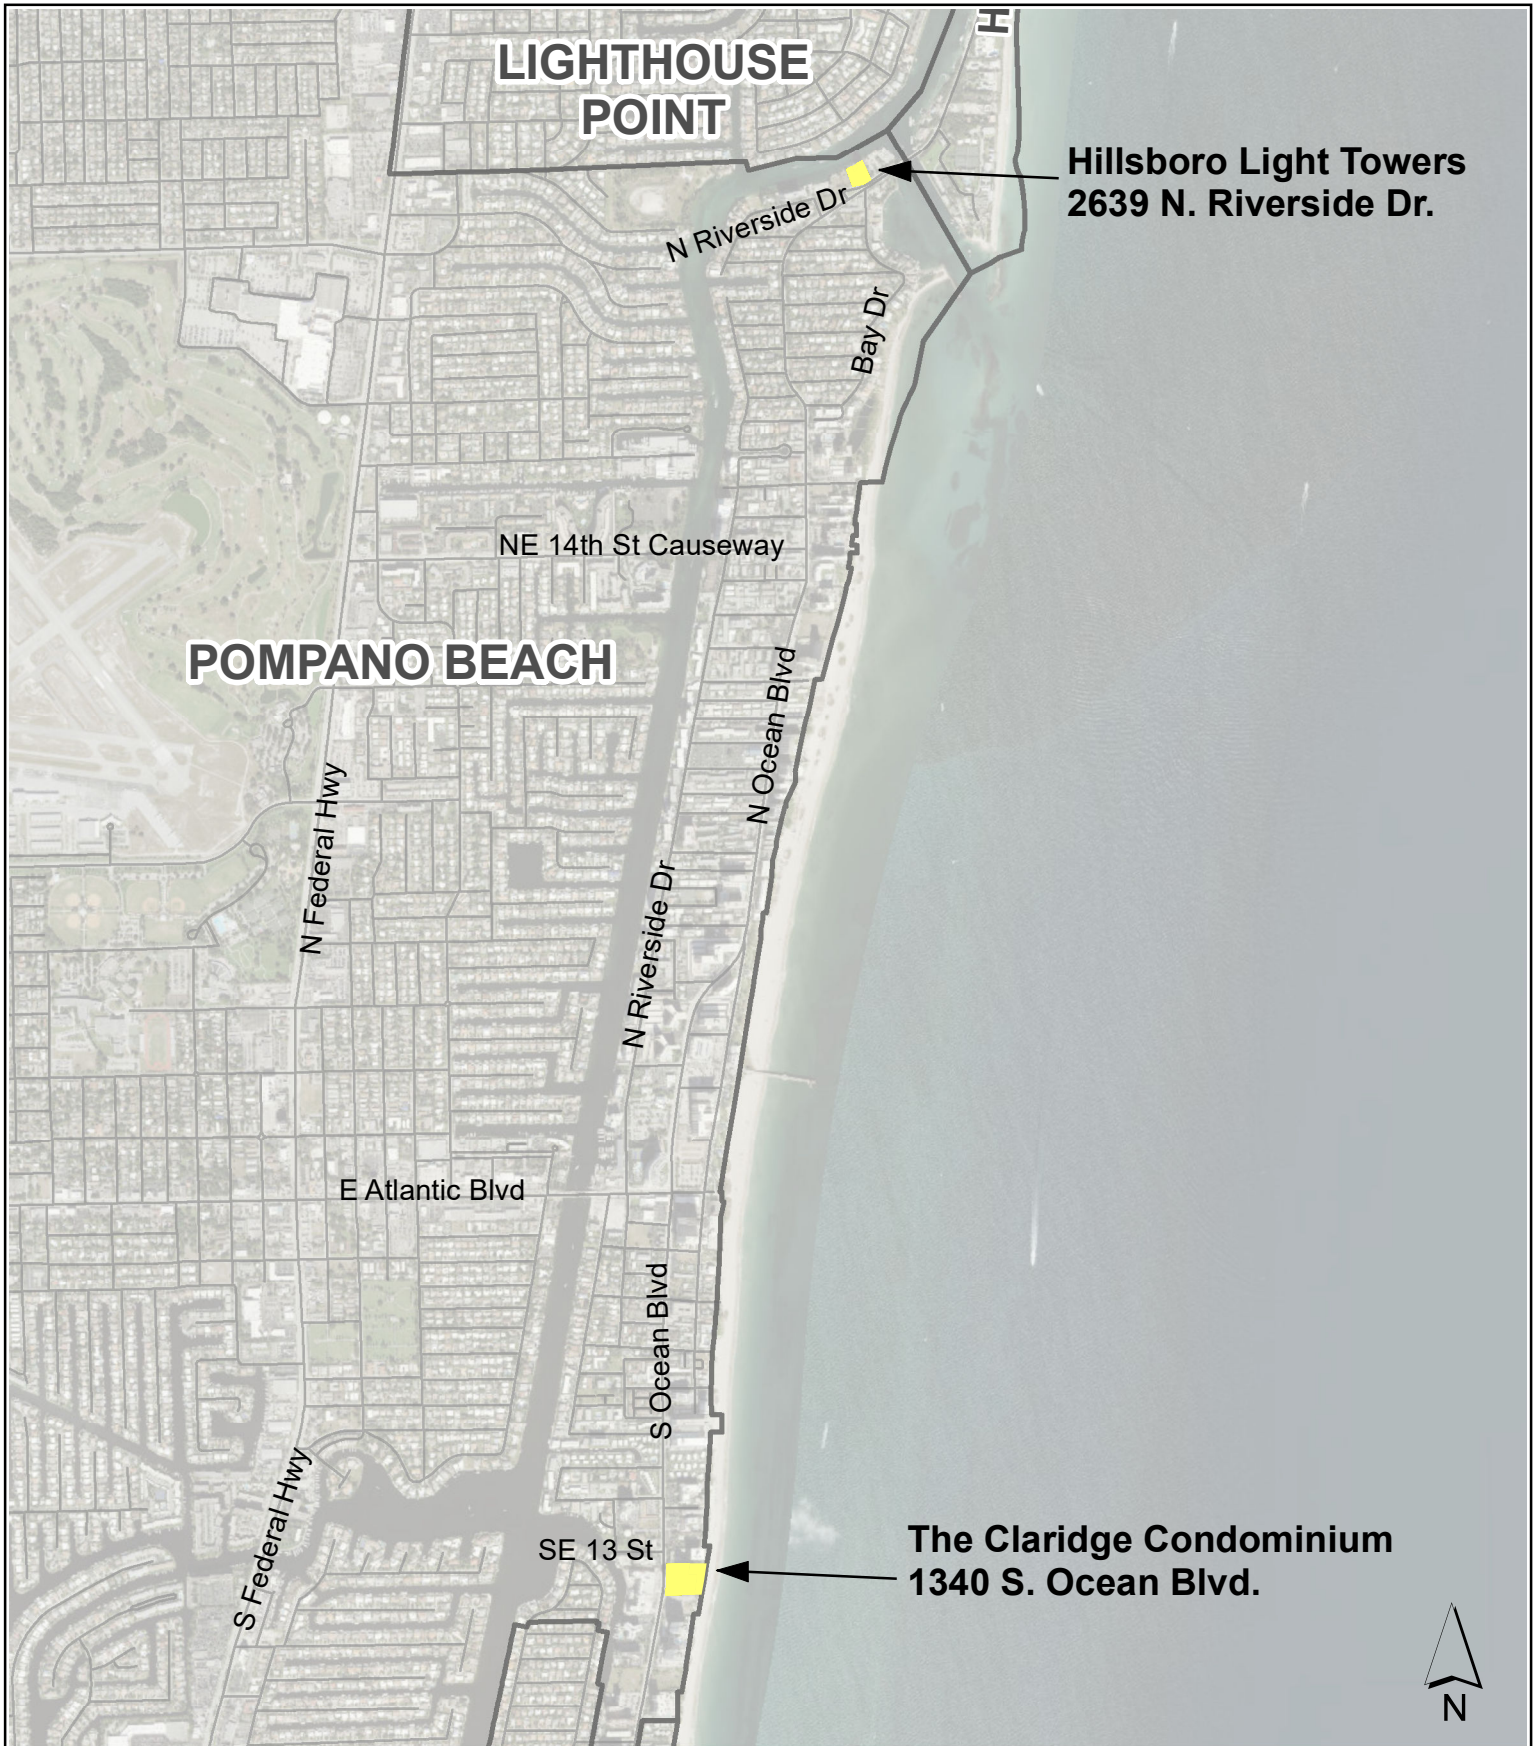 H
LIGHTHOUSE
POINT
Hillsboro Light Towers
2639 N. Riverside Dr.
N Riverside Dr
Bay Dr
NE 14th St Causeway
POMPANO BEACH
N Ocean Blvd
N Federal Hwy
N Riverside Dr
E Atlantic Blvd
S Ocean Blvd
S Federal Hwy
SE 13 St
The Claridge Condominium
1340 S. Ocean Blvd.
N